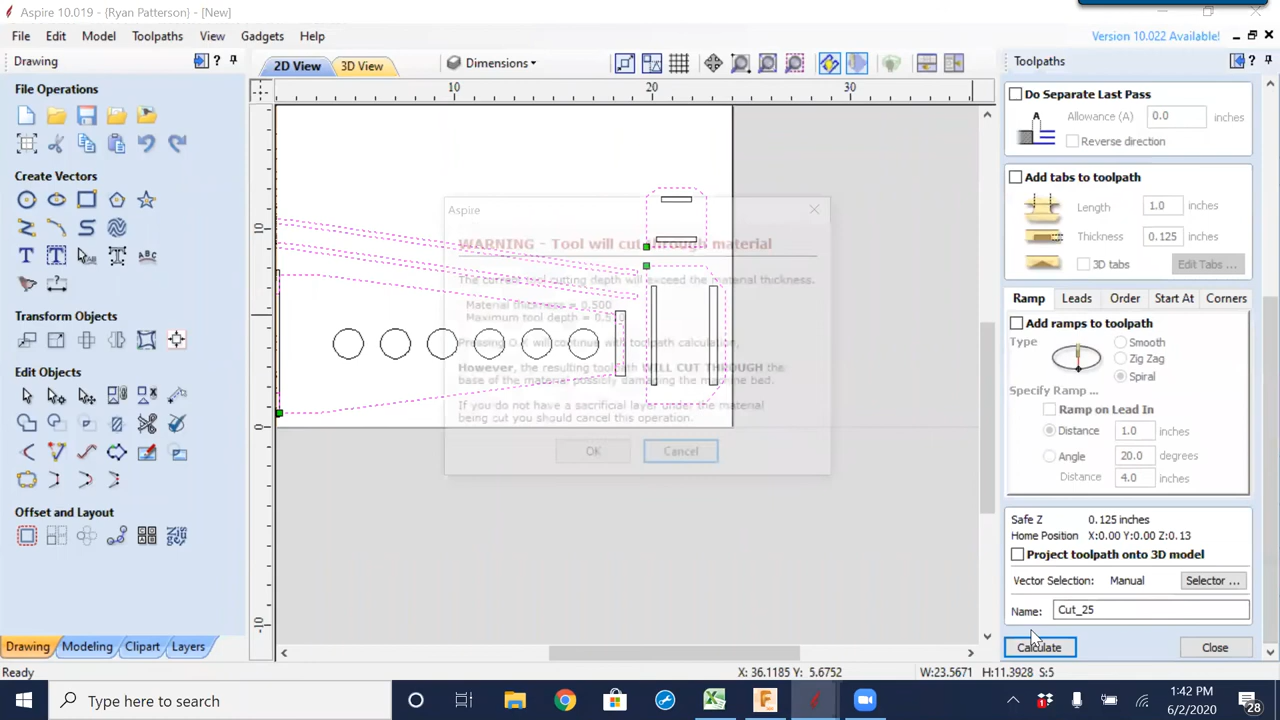 Aspire 10.019 - {Ryan Patterson} - [New]
File Edit Model Toolpaths View Gadgets Help
Version 10.022 Available!
Drawing
2D View
3D View
Dimensions
Toolpaths
File Operations
Create Vectors
Transform Objects
Edit Objects
Offset and Layout
Drawing Modeling Clipart Layers
10 20 30
10
0
-10
Aspire
WARNING - Tool will cut through material
The current tool cutting depth will exceed the material thickness.
Material thickness = 0.500
Maximum tool depth =
Pressing O K will continue with toolpath calculation,
However, the resulting toolpath WILL CUT THROUGH the
base of the material possibly damaging the machine bed.
If you do not have a sacrificial layer under the material
being cut you should cancel this operation.
OK Cancel
Do Separate Last Pass
Allowance (A) 0.0 inches
Reverse direction
Add tabs to toolpath
Length 1.0 inches
Thickness 0.125 inches
3D tabs Edit Tabs ...
Ramp Leads Order Start At Corners
Add ramps to toolpath
Type Smooth
Zig Zag
Spiral
Specify Ramp ...
Ramp on Lead In
Distance 1.0 inches
Angle 20.0 degrees
Distance 4.0 inches
Safe Z 0.125 inches
Home Position X:0.00 Y:0.00 Z:0.13
Project toolpath onto 3D model
Vector Selection: Manual Selector ...
Name: Cut_25
Calculate Close
Ready
X: 36.1185 Y: 5.6752
W:23.5671 H:11.3928 S:5
Type here to search
1:42 PM
6/2/2020
28